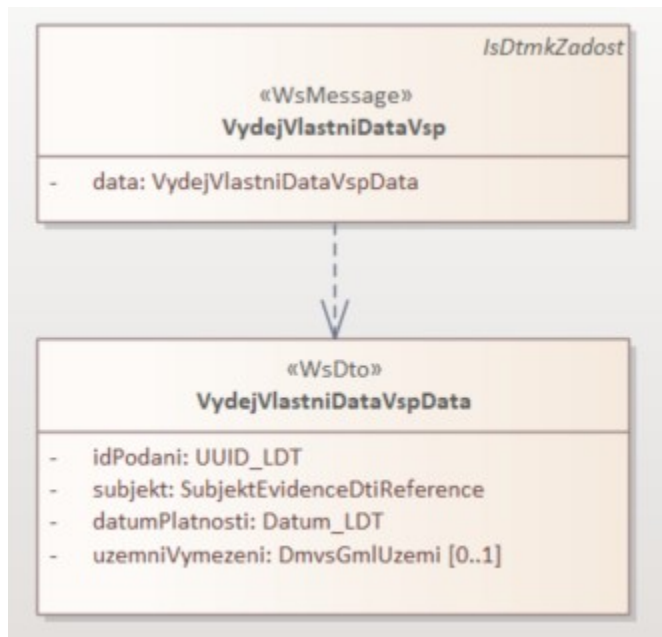 IsDtmkZadost
«WsMessage»
VydejVlastniDataVsp
- data: VydejVlastniDataVspData
«WsDto»
VydejVlastniDataVspData
- idPodani: UUID_LDT
- subjekt: SubjektEvidenceDtiReference
- datumPlatnosti: Datum_LDT
- uzemniVymezeni: DmvsGmlUzemi [0..1]